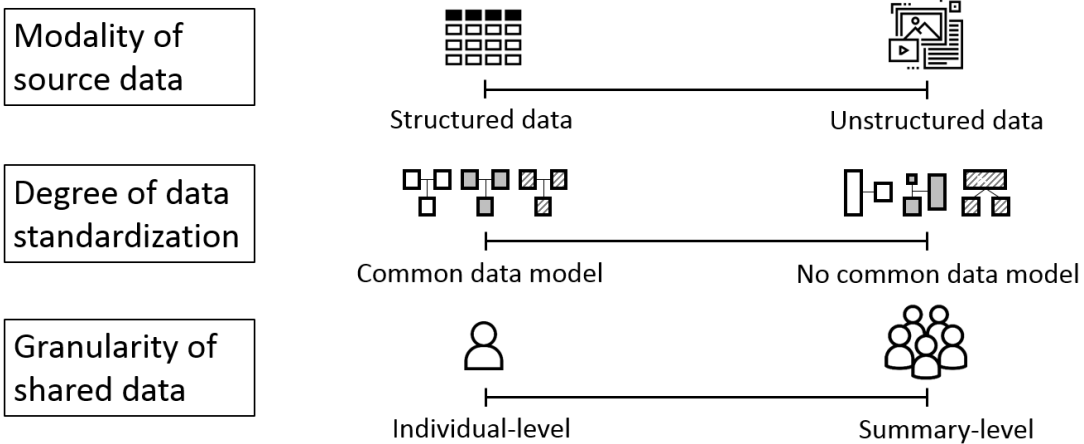 Modality of
source data
Structured data
Unstructured data
Degree of data
standardization
Common data model
No common data model
Granularity of
shared data
Individual-level
Summary-level